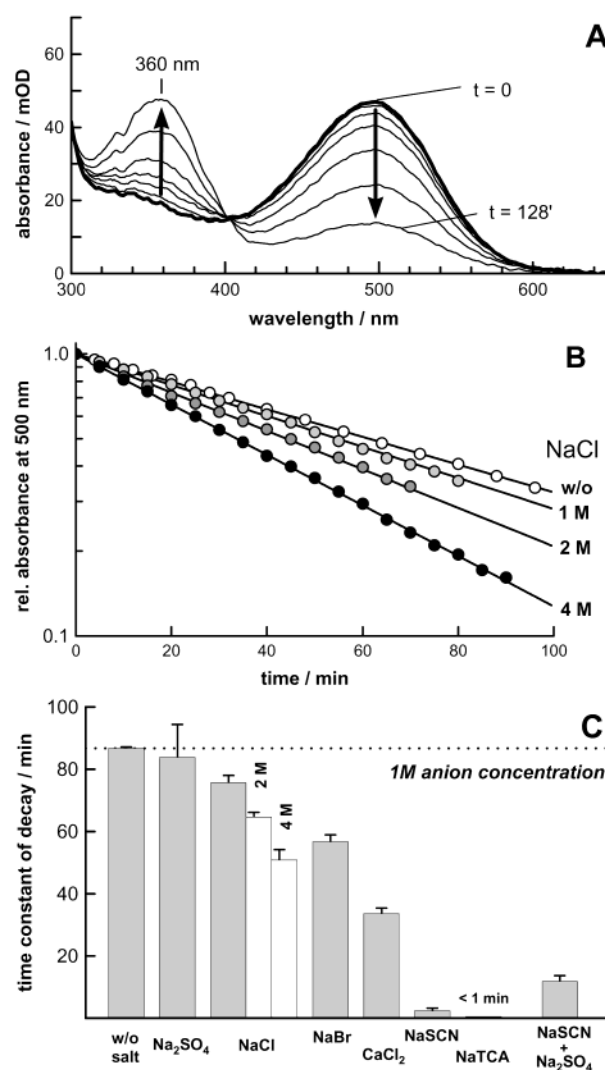 A
60
360 nm
t = 0
40
20
t = 128'
0
300
400
500
600
absorbance / mOD
wavelength / nm
B
1.0
NaCl
w/o
1 M
2 M
4 M
0.1
0
20
40
60
80
100
rel. absorbance at 500 nm
time / min
C
100
80
60
40
20
time constant of decay / min
1M anion concentration
2 M
4 M
< 1 min
w/o
salt
Na₂SO₄
NaCl
NaBr
CaCl₂
NaSCN
NaTCA
NaSCN
+
Na₂SO₄